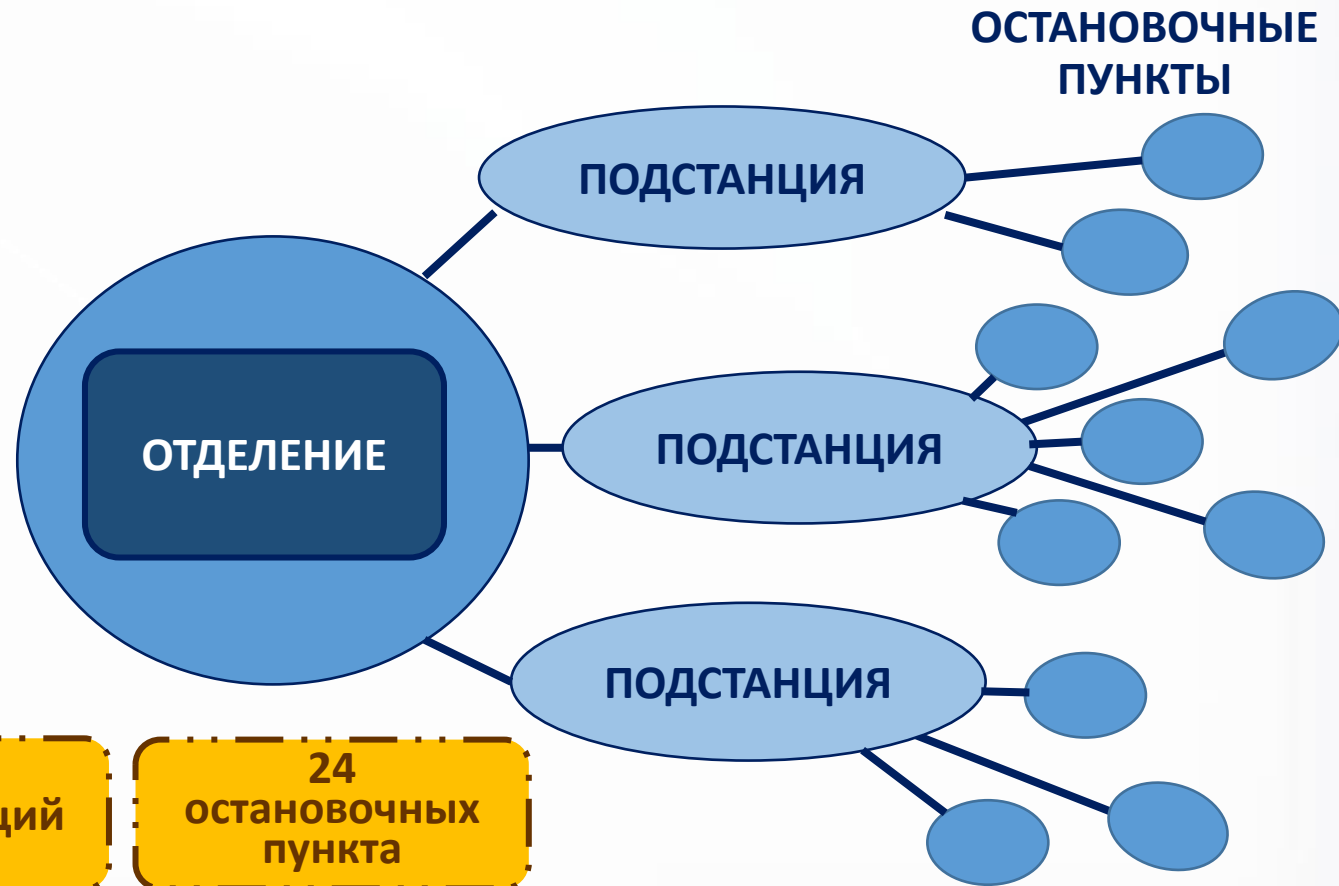 ОСТАНОВОЧНЫЕ
ПУНКТЫ
ПОДСТАНЦИЯ
ОТДЕЛЕНИЕ
ПОДСТАНЦИЯ
ПОДСТАНЦИЯ
24
остановочных
пункта